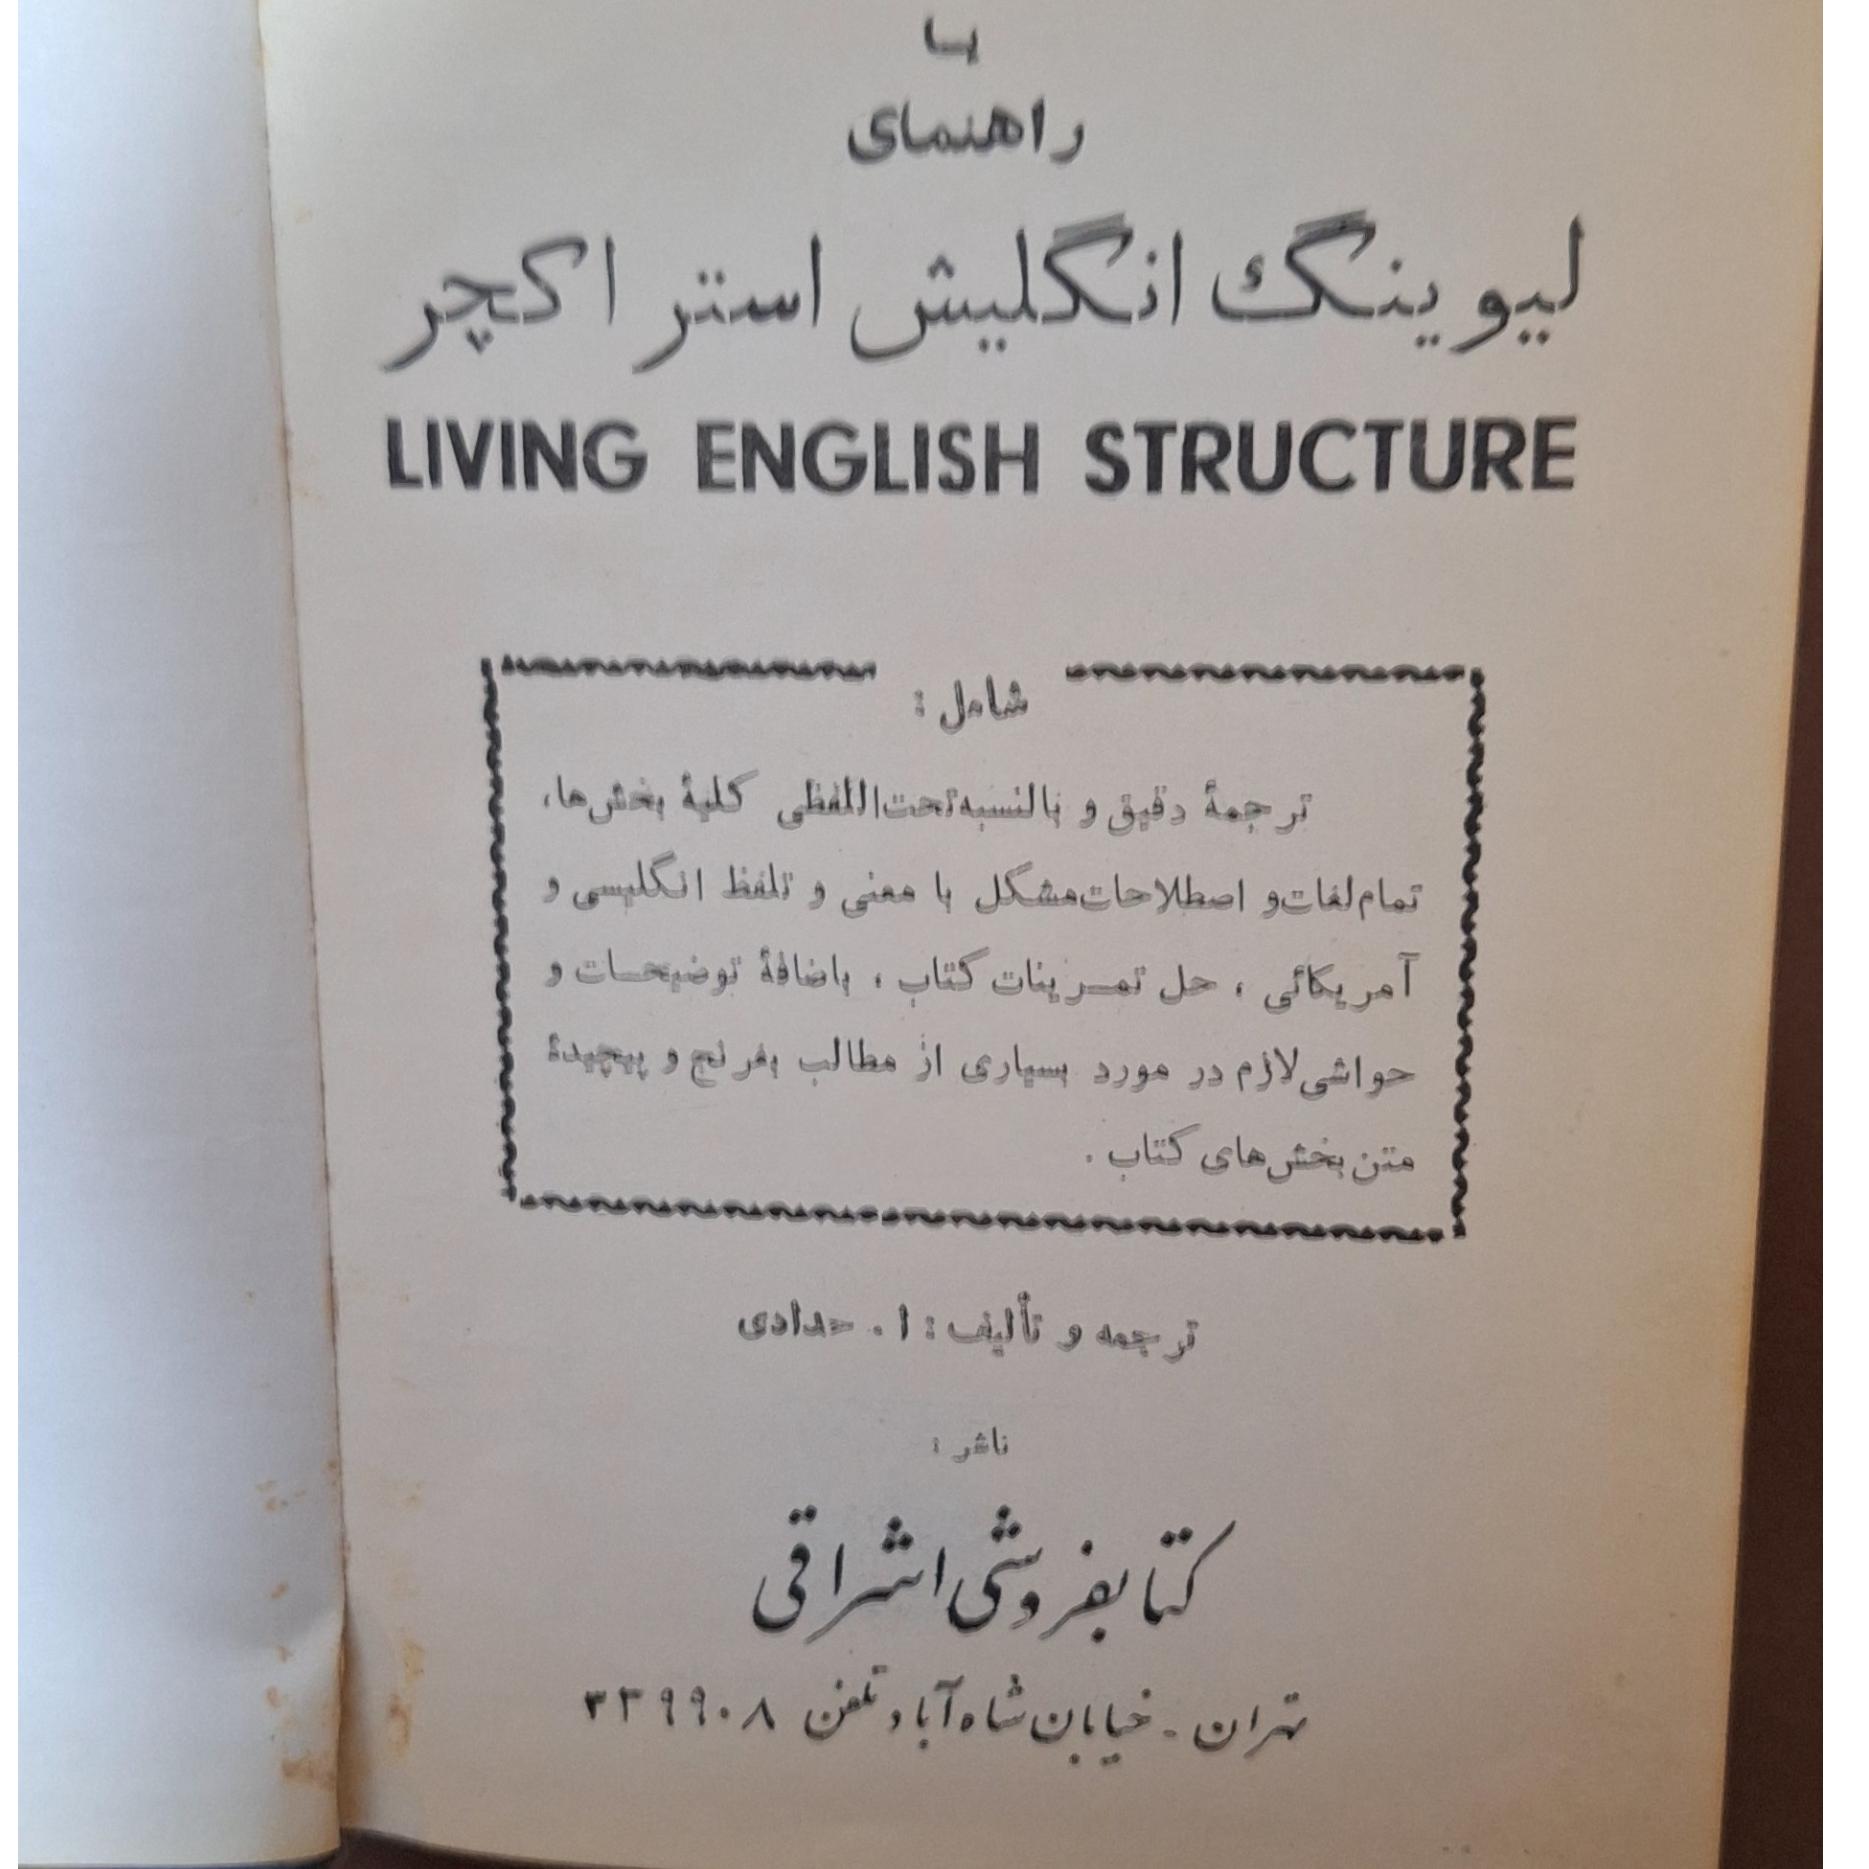 یا
راهنمای
لیوینگ انگلیش استراکچر
LIVING ENGLISH STRUCTURE
شامل :
ترجمهٔ دقیق و بالنسبه تحت‌اللفظی کلیهٔ بخش‌ها،
تمام لغات و اصطلاحات مشکل با معنی و تلفظ انگلیسی و
آمریکائی ، حل تمرینات کتاب ، باضافهٔ توضیحات و
حواشی لازم در مورد بسیاری از مطالب بغرنج و پیچیدهٔ
متن بخش‌های کتاب .
ترجمه و تألیف : ا . حدادی
ناشر :
کتابفروشی اشراقی
تهران - خیابان شاه‌آباد تلفن ۳۳۹۹۰۸